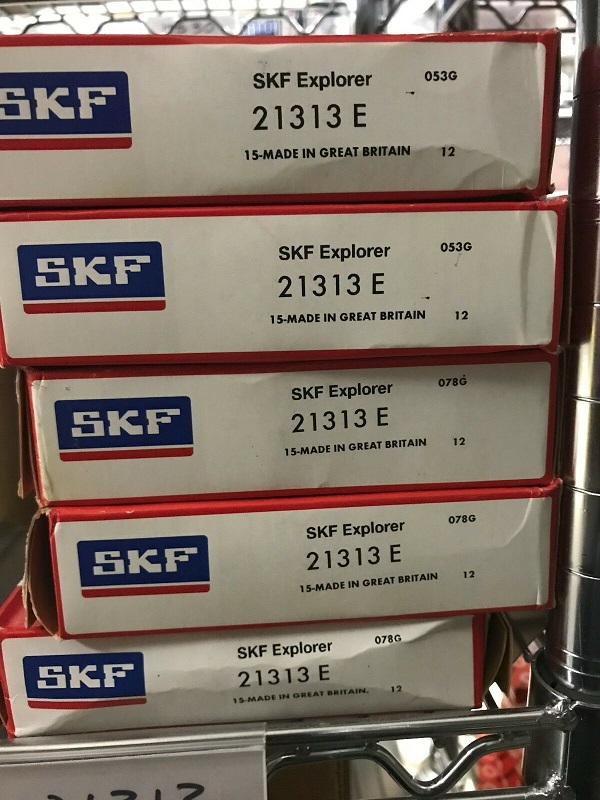 SKF
SKF Explorer 053G
21313 E
15-MADE IN GREAT BRITAIN 12
SKF
SKF Explorer 053G
21313 E
15-MADE IN GREAT BRITAIN 12
SKF
SKF Explorer 078G
21313 E
15-MADE IN GREAT BRITAIN 12
SKF
SKF Explorer 078G
21313 E
15-MADE IN GREAT BRITAIN 12
SKF
SKF Explorer 078G
21313 E
15-MADE IN GREAT BRITAIN. 12